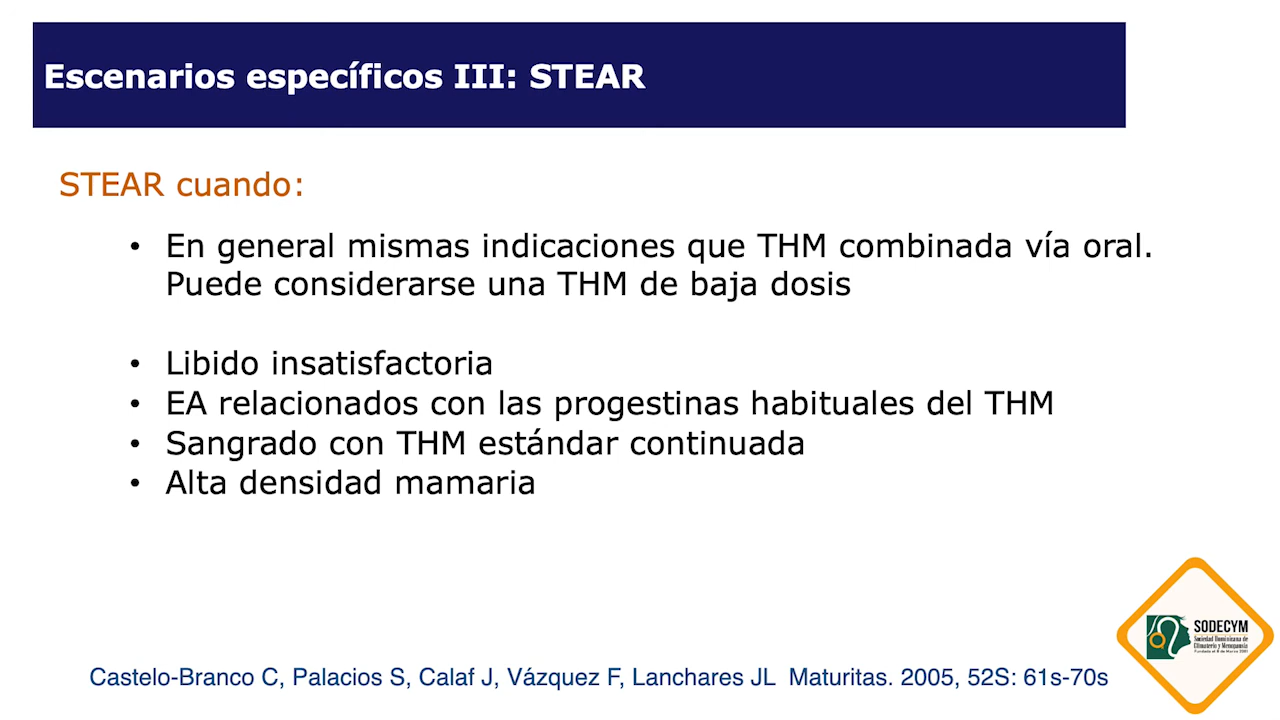 Escenarios específicos III: STEAR
STEAR cuando:
• En general mismas indicaciones que THM combinada vía oral.
Puede considerarse una THM de baja dosis
• Libido insatisfactoria
• EA relacionados con las progestinas habituales del THM
• Sangrado con THM estándar continuada
• Alta densidad mamaria
SODECYM
Sociedad Dominicana de
Climaterio y Menopausia
Castelo-Branco C, Palacios S, Calaf J, Vázquez F, Lanchares JL Maturitas. 2005, 52S: 61s-70s